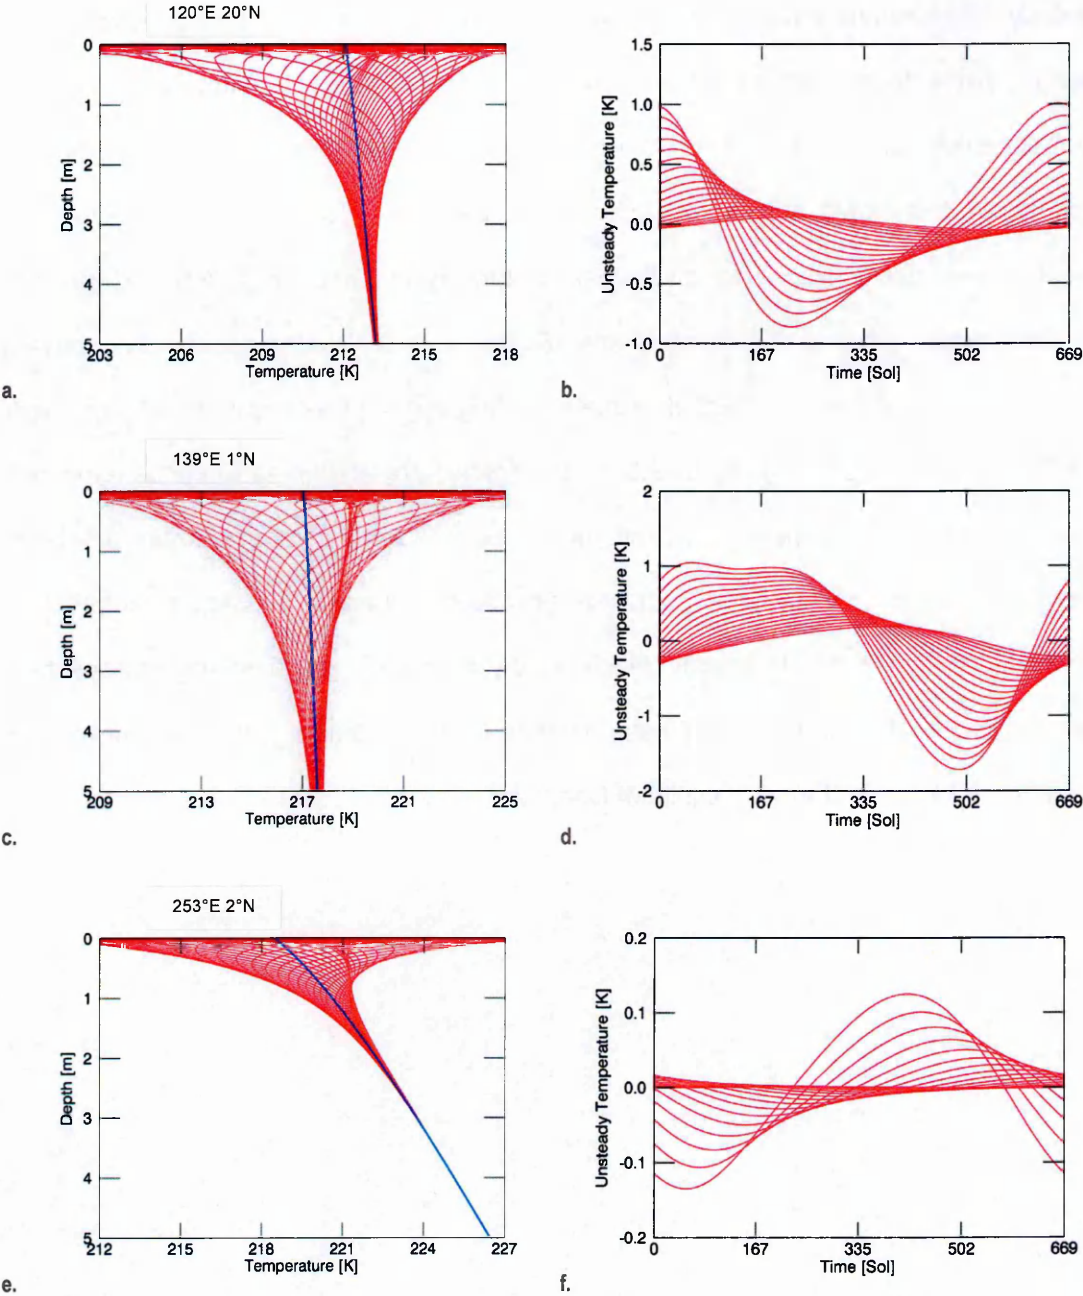 120°E 20°N
0
1
2
3
4
5
Depth [m]
203 206 209 212 215 218
Temperature [K]
a.
1.5
1.0
0.5
0.0
-0.5
-1.0
Unsteady Temperature [K]
0 167 335 502 669
Time [Sol]
b.
139°E 1°N
0
1
2
3
4
5
Depth [m]
209 213 217 221 225
Temperature [K]
c.
2
1
0
-1
-2
Unsteady Temperature [K]
0 167 335 502 669
Time [Sol]
d.
253°E 2°N
0
1
2
3
4
5
Depth [m]
212 215 218 221 224 227
Temperature [K]
e.
0.2
0.1
0.0
-0.1
-0.2
Unsteady Temperature [K]
0 167 335 502 669
Time [Sol]
f.